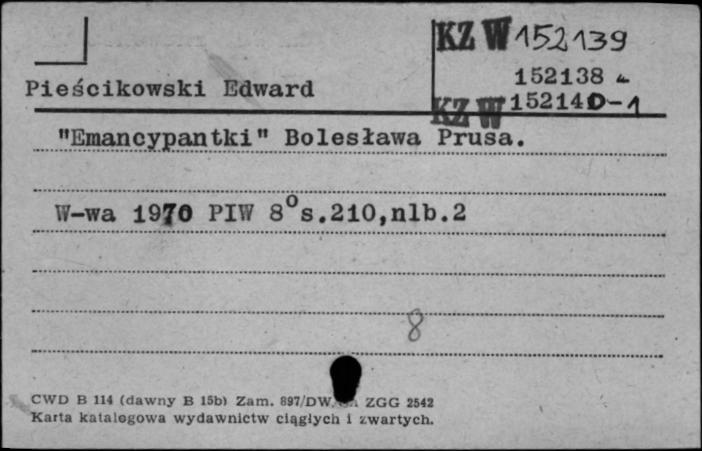 KZ W 152139
152138
Pieścikowski Edward
KZ W 152140-1
"Emancypantki" Bolesława Prusa.
W-wa 1970 PIW 8° s.210,nlb.2
8
CWD B 114 (dawny B 15b) Zam. 897/DW ZGG 2542
Karta katalogowa wydawnictw ciągłych i zwartych.